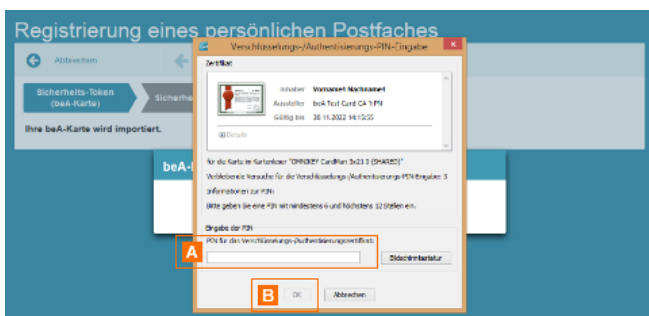 Registrierung eines persönlichen Postfaches
Abbrechen
Sicherheits-Token
(beA-Karte)
Sicherhe
Ihre beA-Karte wird importiert.
beA-
Verschlüsselungs-/Authentisierungs-PIN-Eingabe
Zertifikat
Inhaber Vorname4 Nachname4
Aussteller beA Test Card CA 1:PN
Gültig bis 30.11.2022 14:15:55
Details
für die Karte im Kartenleser "OMNIKEY CardMan 3x21 0 (SHARED)"
Verbleibende Versuche für die Verschlüsselungs-/Authentisierungs-PIN-Eingabe: 3
Informationen zur PIN:
Bitte geben Sie eine PIN mit mindestens 6 und höchstens 12 Stellen ein.
Eingabe der PIN
PIN für das Verschlüsselungs-/Authentisierungszertifikat:
A
Bildschirmtastatur
B
OK
Abbrechen